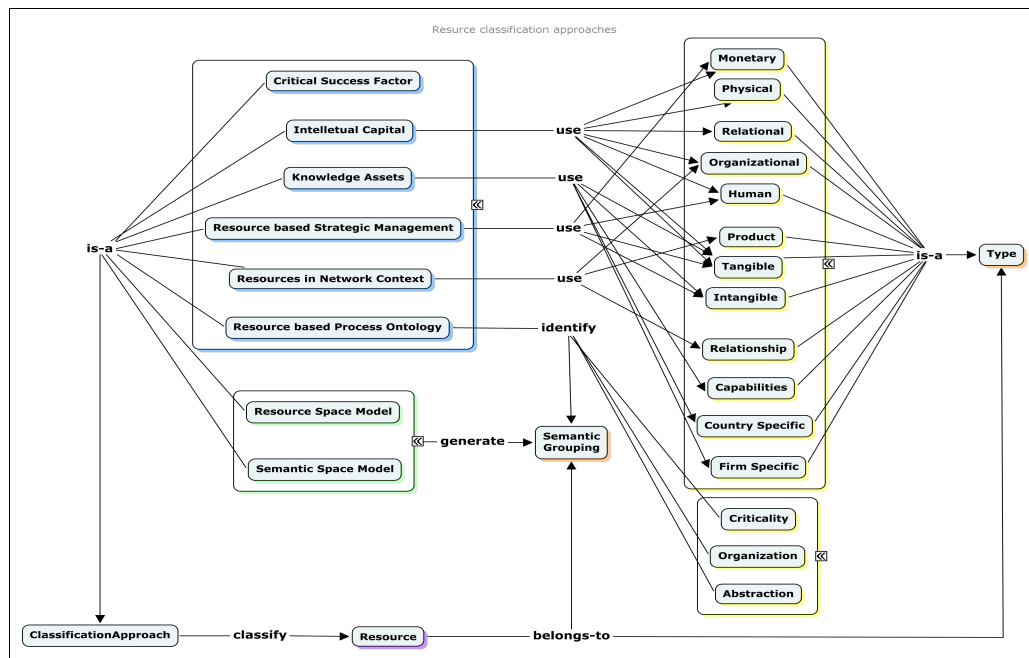 Resurce classification approaches
Critical Success Factor
Intelletual Capital
Knowledge Assets
Resource based Strategic Management
Resources in Network Context
Resource based Process Ontology
is-a
use
use
use
use
identify
Monetary
Physical
Relational
Organizational
Human
Product
Tangible
Intangible
Relationship
Capabilities
Country Specific
Firm Specific
is-a
Type
Resource Space Model
Semantic Space Model
generate
Semantic
Grouping
Criticality
Organization
Abstraction
ClassificationApproach
classify
Resource
belongs-to